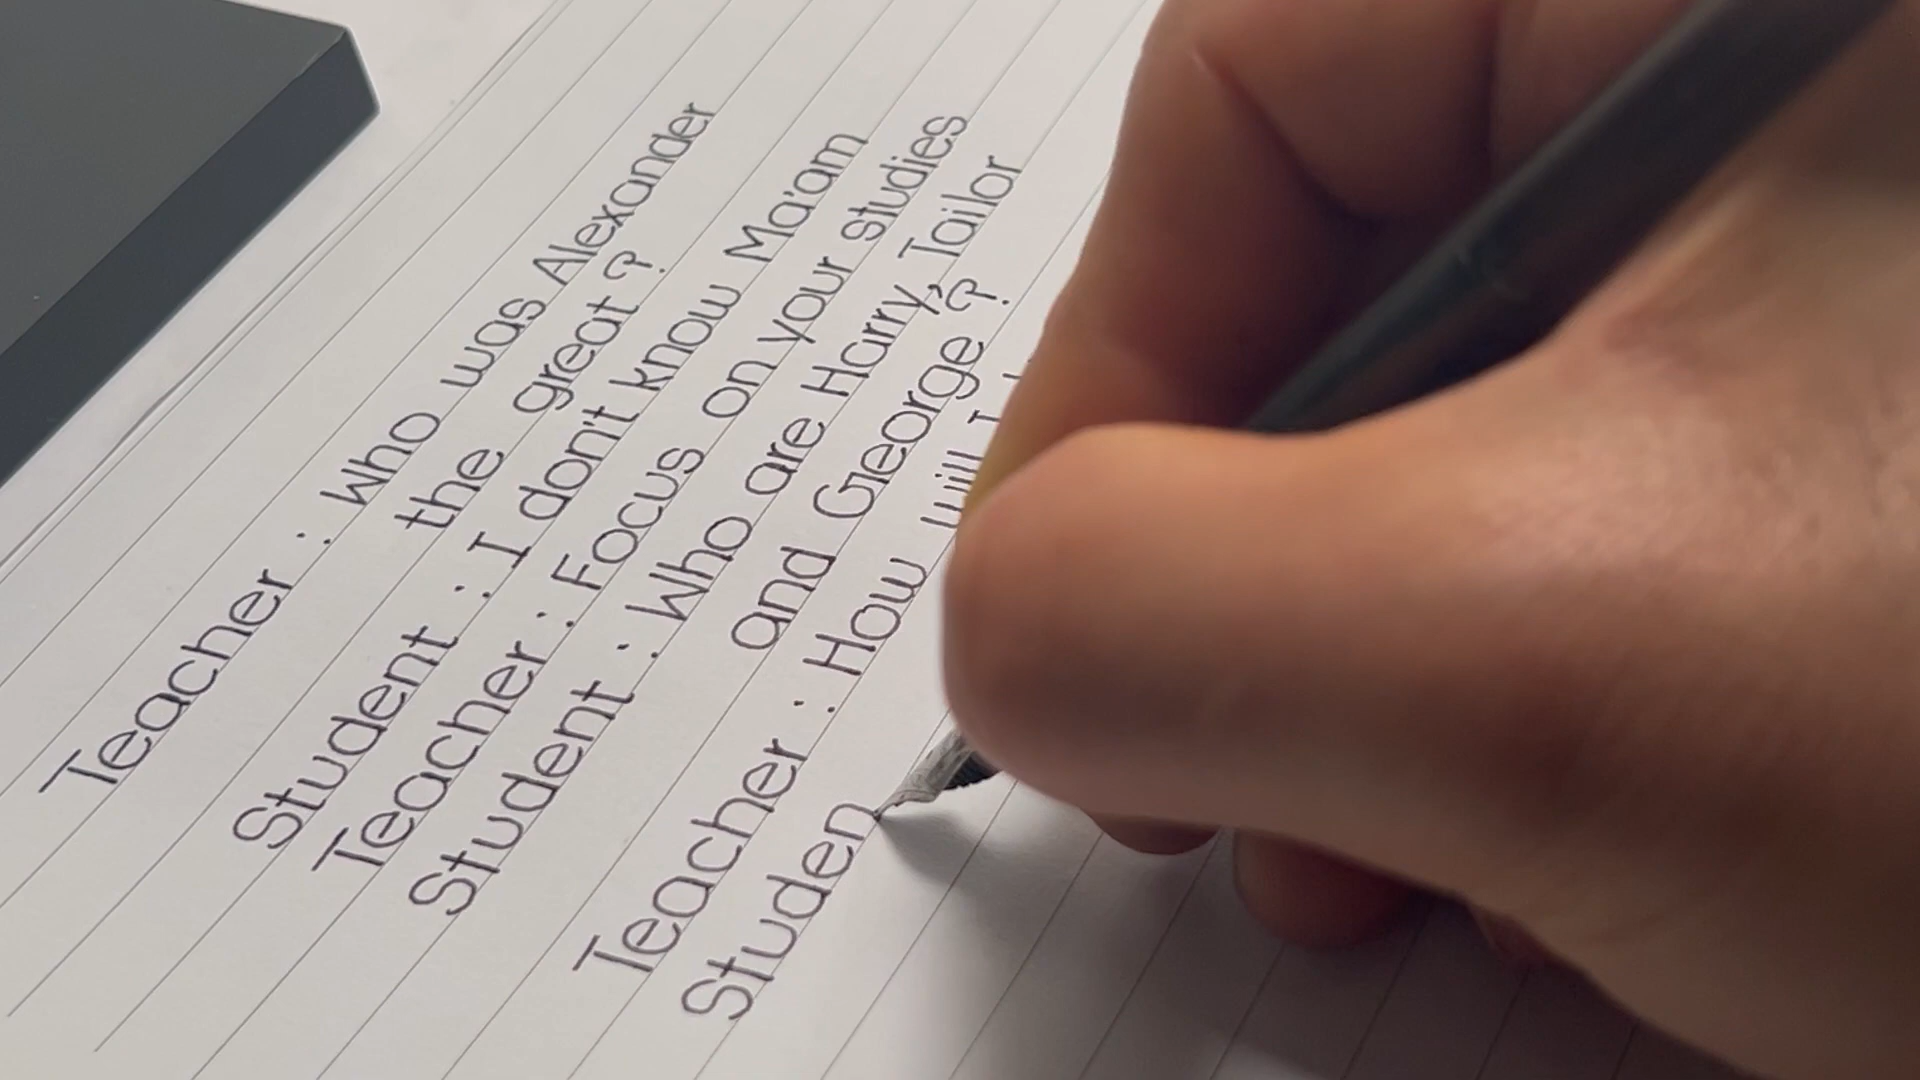 Teacher : Who was Alexander
the great ?
Student : I don't know Ma'am
Teacher : Focus on your studies
Student : Who are Harry, Tailor
and George ?
Teacher : How will I
Studen